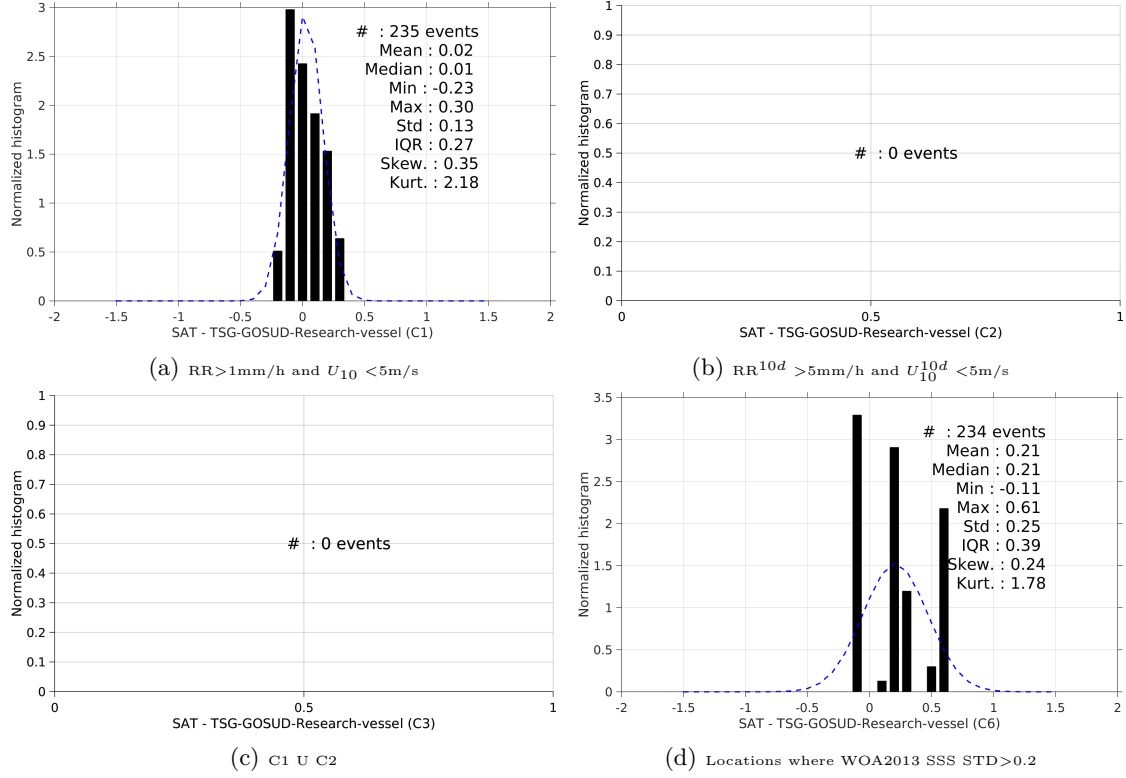 3
2.5
2
1.5
1
0.5
0
-2
-1.5
-1
-0.5
0
0.5
1
1.5
2
Normalized histogram
# : 235 events
Mean : 0.02
Median : 0.01
Min : -0.23
Max : 0.30
Std : 0.13
IQR : 0.27
Skew. : 0.35
Kurt. : 2.18
SAT - TSG-GOSUD-Research-vessel (C1)
(a) RR>1mm/h and U10 <5m/s
1
0.9
0.8
0.7
0.6
0.5
0.4
0.3
0.2
0.1
0
0
0.5
1
Normalized histogram
# : 0 events
SAT - TSG-GOSUD-Research-vessel (C2)
(b) RR10d >5mm/h and U10 10d <5m/s
1
0.9
0.8
0.7
0.6
0.5
0.4
0.3
0.2
0.1
0
0
0.5
1
Normalized histogram
# : 0 events
SAT - TSG-GOSUD-Research-vessel (C3)
(c) C1 U C2
3.5
3
2.5
2
1.5
1
0.5
0
-2
-1.5
-1
-0.5
0
0.5
1
1.5
2
Normalized histogram
# : 234 events
Mean : 0.21
Median : 0.21
Min : -0.11
Max : 0.61
Std : 0.25
IQR : 0.39
Skew. : 0.24
Kurt. : 1.78
SAT - TSG-GOSUD-Research-vessel (C6)
(d) Locations where WOA2013 SSS STD>0.2